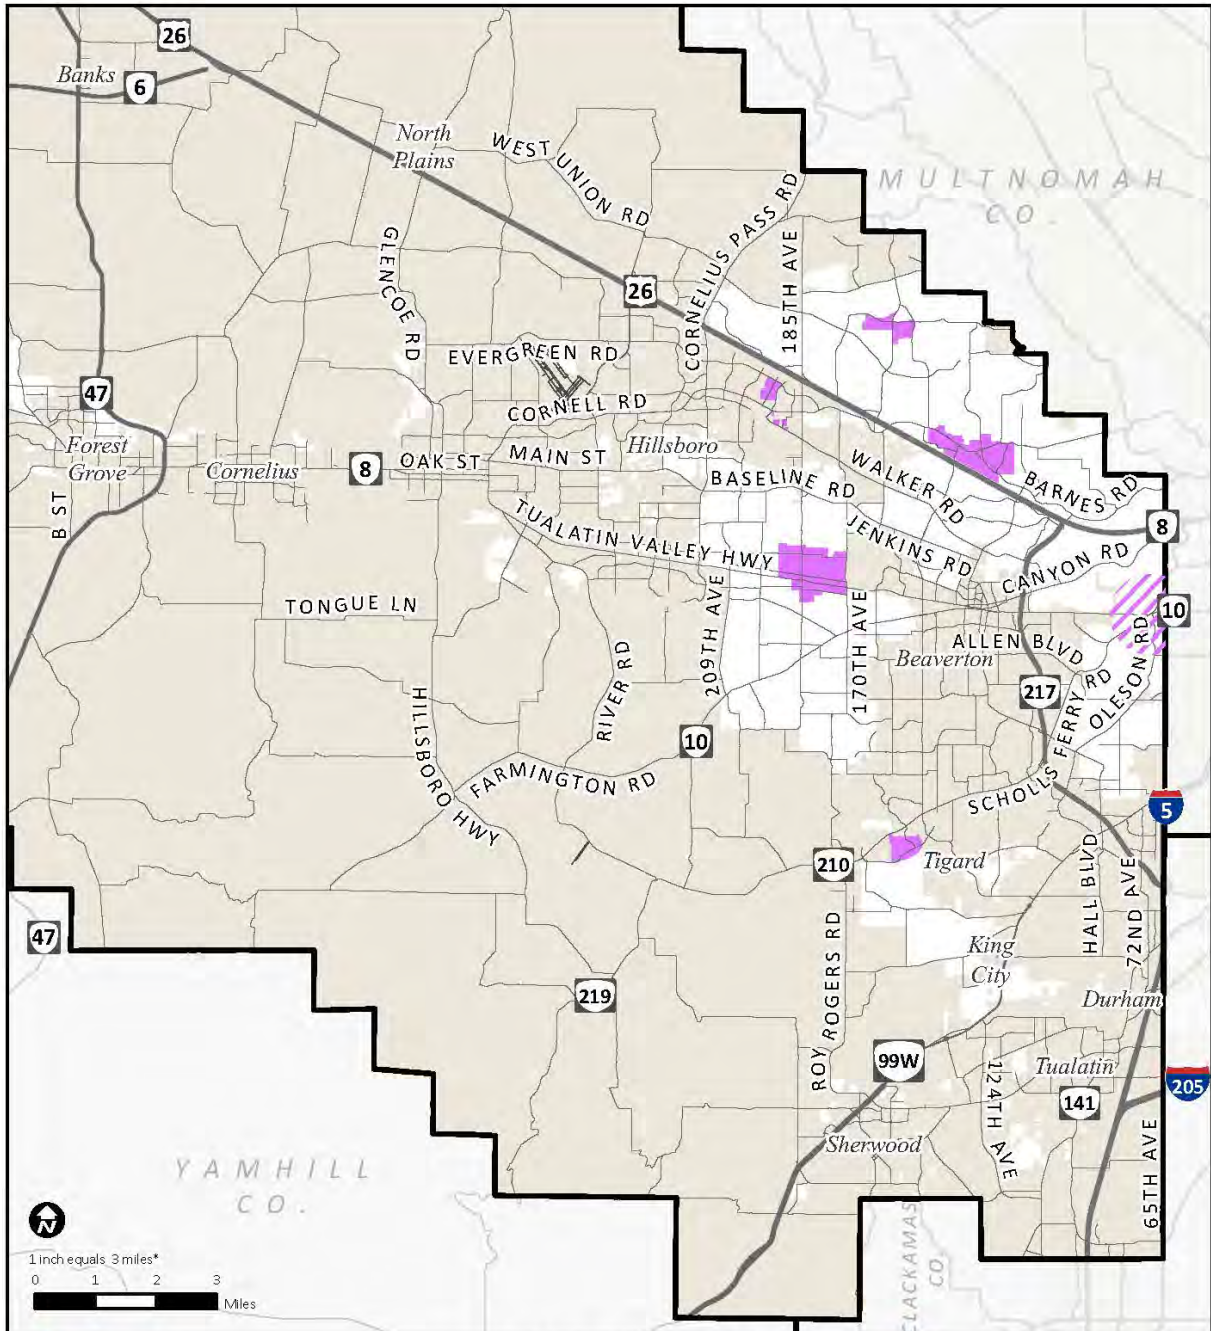 26
Banks
6
North
Plains
WEST UNION RD
MULTNOMAH
CO.
CORNELIUS PASS RD
185TH AVE
GLENCOE RD
26
EVERGREEN RD
47
CORNELL RD
Forest
Grove
Cornelius
8
OAK ST
MAIN ST
Hillsboro
WALKER RD
BARNES RD
BASELINE RD
B ST
TUALATIN VALLEY HWY
JENKINS RD
8
CANYON RD
TONGUE LN
209TH AVE
170TH AVE
10
ALLEN BLVD
Beaverton
RIVER RD
217
OLESON RD
HILLSBORO HWY
10
FARMINGTON RD
SCHOLLS FERRY RD
5
210
Tigard
HALL BLVD
72ND AVE
47
King
City
219
ROY ROGERS RD
Durham
99W
124TH AVE
Tualatin
205
141
Sherwood
65TH AVE
YAMHILL
CO.
CLACKAMAS
CO.
N
1 inch equals 3 miles*
0 1 2 3
Miles